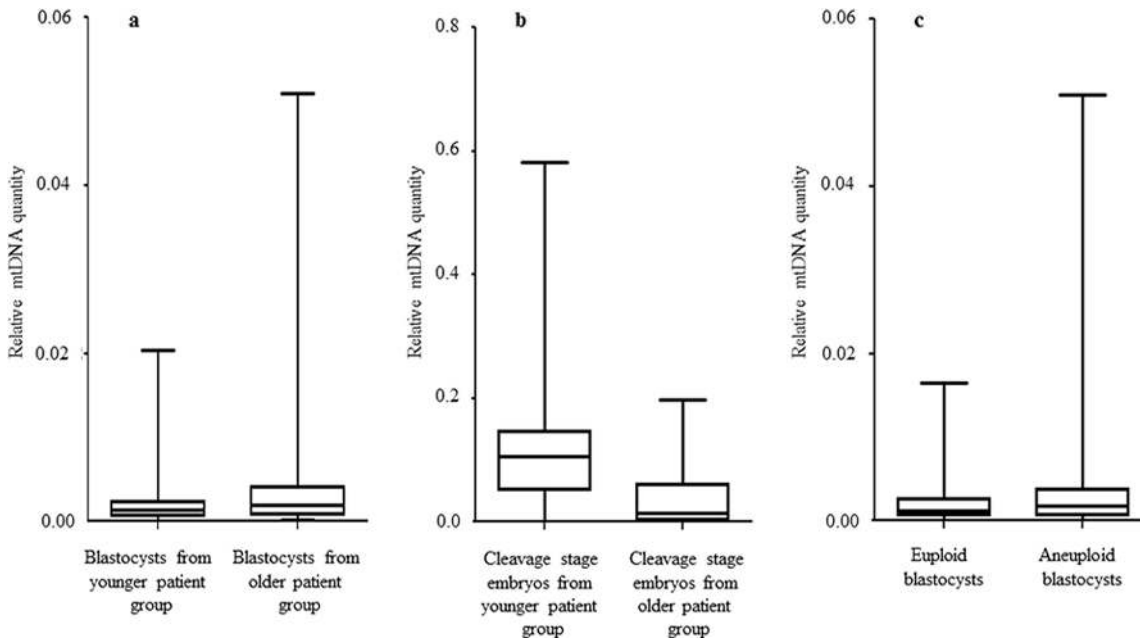 a
0.06
0.04
0.02
0.00
Relative mtDNA quantity
Blastocysts from
younger patient
group
Blastocysts from
older patient
group
b
0.8
0.6
0.4
0.2
0.0
Relative mtDNA quantity
Cleavage stage
embryos from
younger patient
group
Cleavage stage
embryos from
older patient
group
c
0.06
0.04
0.02
0.00
Relative mtDNA quantity
Euploid
blastocysts
Aneuploid
blastocysts